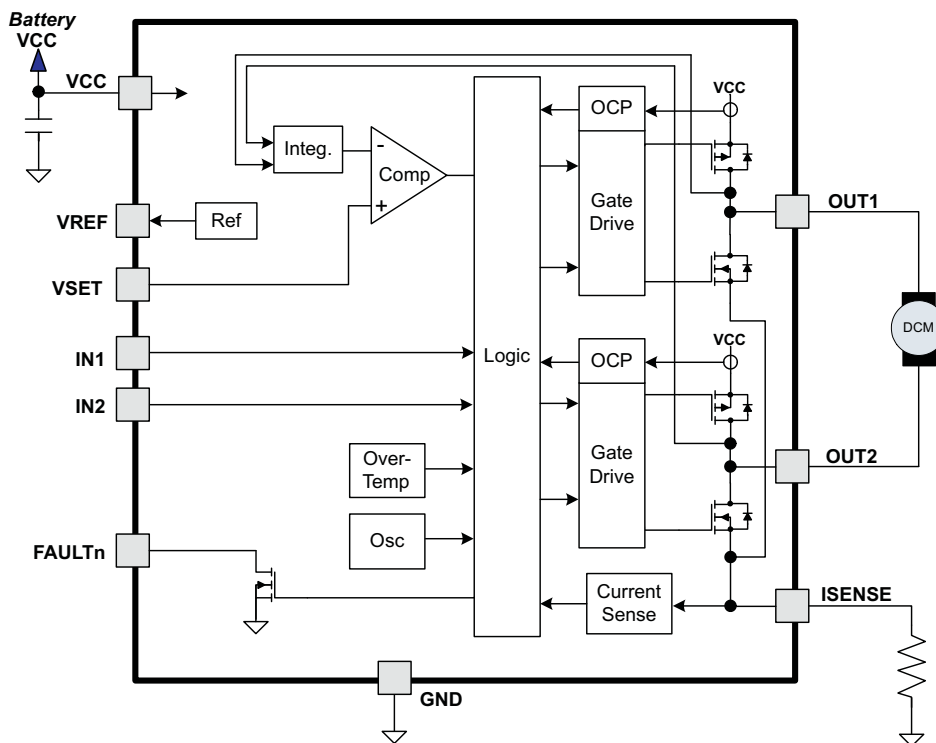 Battery
VCC
VCC
VREF
Ref
VSET
IN1
IN2
FAULTn
GND
Integ.
-
Comp
+
Logic
Over-
Temp
Osc
OCP
Gate
Drive
VCC
OCP
Gate
Drive
VCC
Current
Sense
OUT1
DCM
OUT2
ISENSE